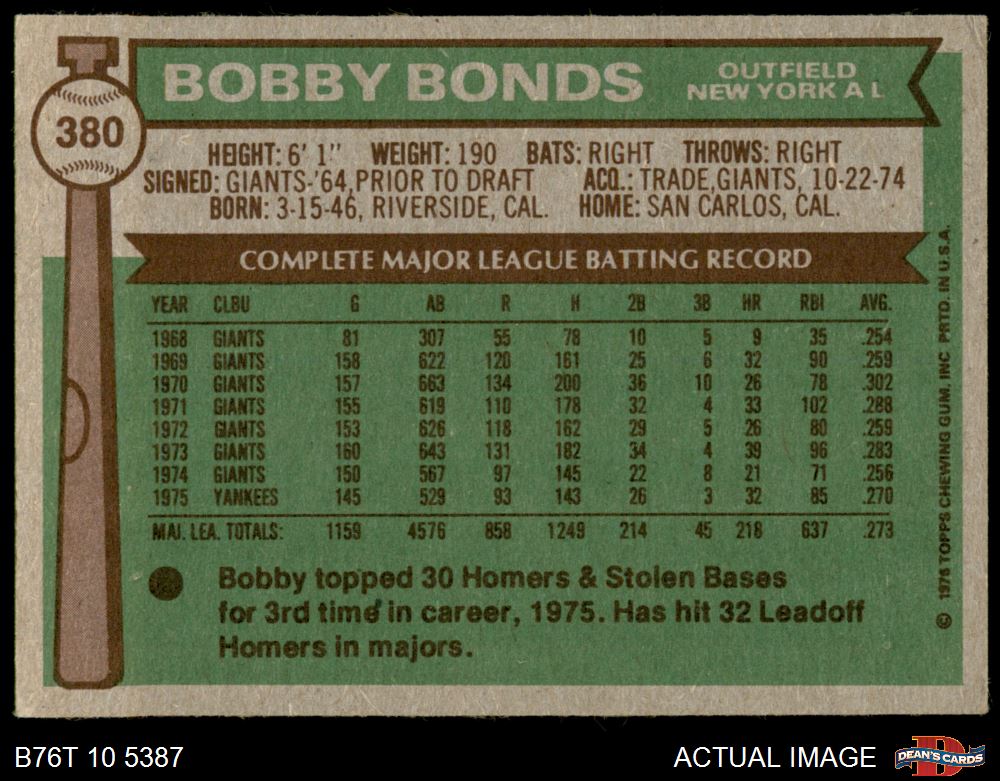 380
BOBBY BONDS
OUTFIELD
NEW YORK A L
HEIGHT: 6' 1" WEIGHT: 190 BATS: RIGHT THROWS: RIGHT
SIGNED: GIANTS-'64, PRIOR TO DRAFT ACQ.: TRADE, GIANTS, 10-22-74
BORN: 3-15-46, RIVERSIDE, CAL. HOME: SAN CARLOS, CAL.
COMPLETE MAJOR LEAGUE BATTING RECORD
YEAR CLBU G AB R H 2B 3B HR RBI AVG.
1968 GIANTS 81 307 55 78 10 5 9 35 .254
1969 GIANTS 158 622 120 161 25 6 32 90 .259
1970 GIANTS 157 663 134 200 36 10 26 78 .302
1971 GIANTS 155 619 110 178 32 4 33 102 .288
1972 GIANTS 153 626 118 162 29 5 26 80 .259
1973 GIANTS 160 643 131 182 34 4 39 96 .283
1974 GIANTS 150 567 97 145 22 8 21 71 .256
1975 YANKEES 145 529 93 143 26 3 32 85 .270
MAJ. LEA. TOTALS: 1159 4576 858 1249 214 45 218 637 .273
Bobby topped 30 Homers & Stolen Bases
for 3rd time in career, 1975. Has hit 32 Leadoff
Homers in majors.
© 1976 TOPPS CHEWING GUM, INC PRTD. IN U.S.A.
B76T 10 5387
ACTUAL IMAGE
D
DEAN'S CARDS